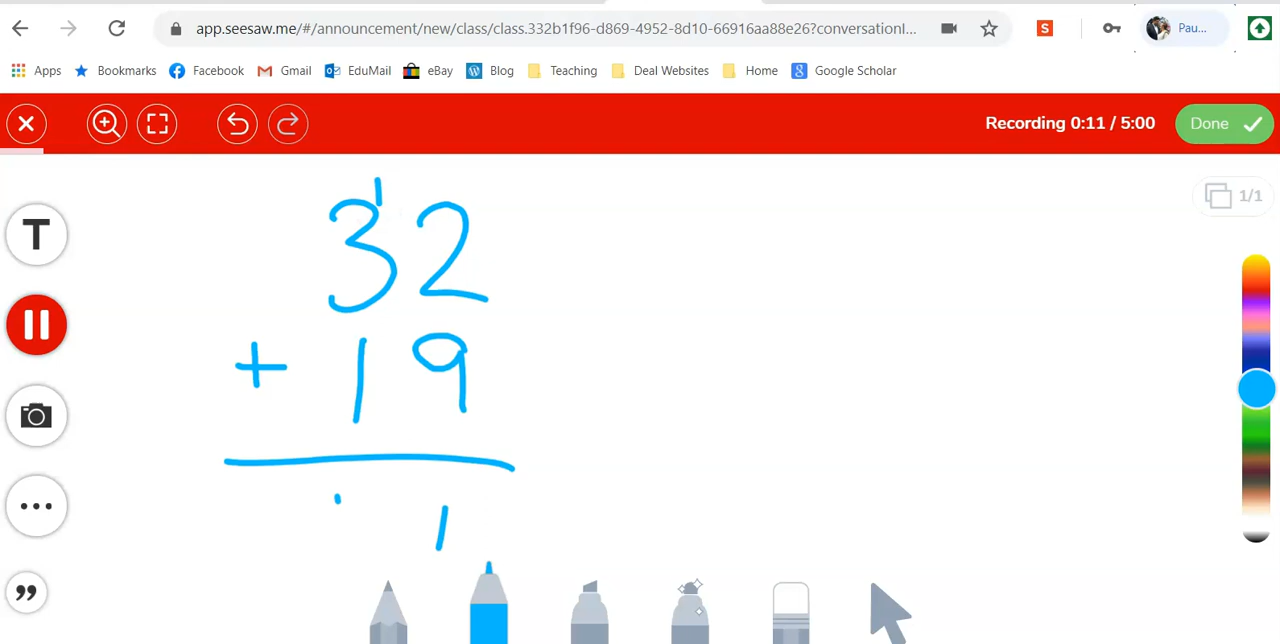 app.seesaw.me/#/announcement/new/class/class.332b1f96-d869-4952-8d10-66916aa88e26?conversationI... S Pau...
Apps Bookmarks Facebook Gmail EduMail eBay Blog Teaching Deal Websites Home Google Scholar
Recording 0:11 / 5:00 Done
1/1
T
1
32
+ 19
1